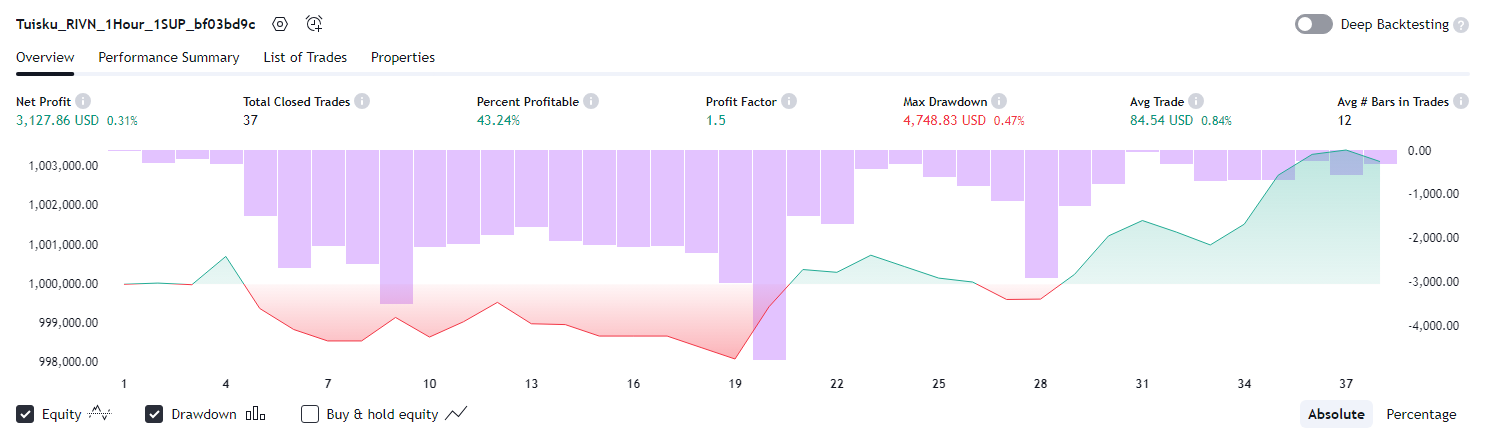 Tuisku_RIVN_1Hour_1SUP_bf03bd9c Deep Backtesting ?
Overview Performance Summary List of Trades Properties
Net Profit i Total Closed Trades i Percent Profitable i Profit Factor i Max Drawdown i Avg Trade i Avg # Bars in Trades i
3,127.86 USD 0.31% 37 43.24% 1.5 4,748.83 USD 0.47% 84.54 USD 0.84% 12
0.00
1,003,000.00
-1,000.00
1,002,000.00
-2,000.00
1,001,000.00
-3,000.00
1,000,000.00
999,000.00
-4,000.00
998,000.00
1 4 7 10 13 16 19 22 25 28 31 34 37
Equity Drawdown Buy & hold equity Absolute Percentage